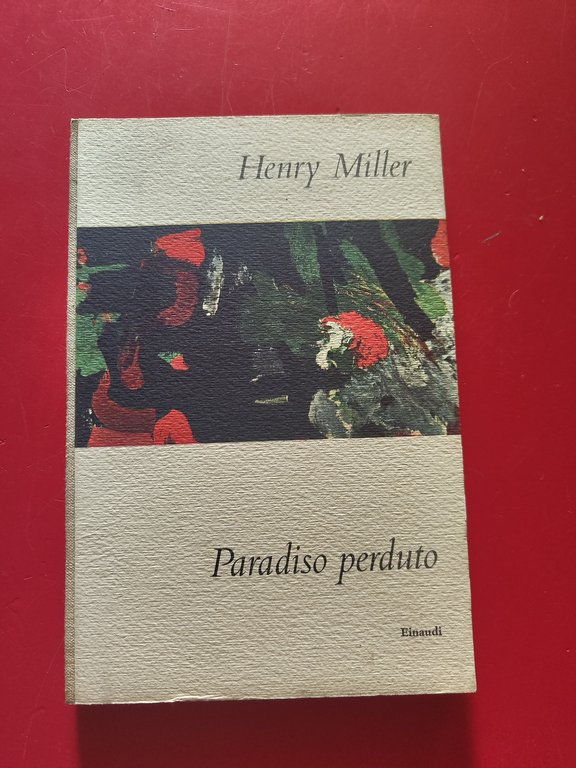 Henry Miller
Paradiso perduto
Einaudi